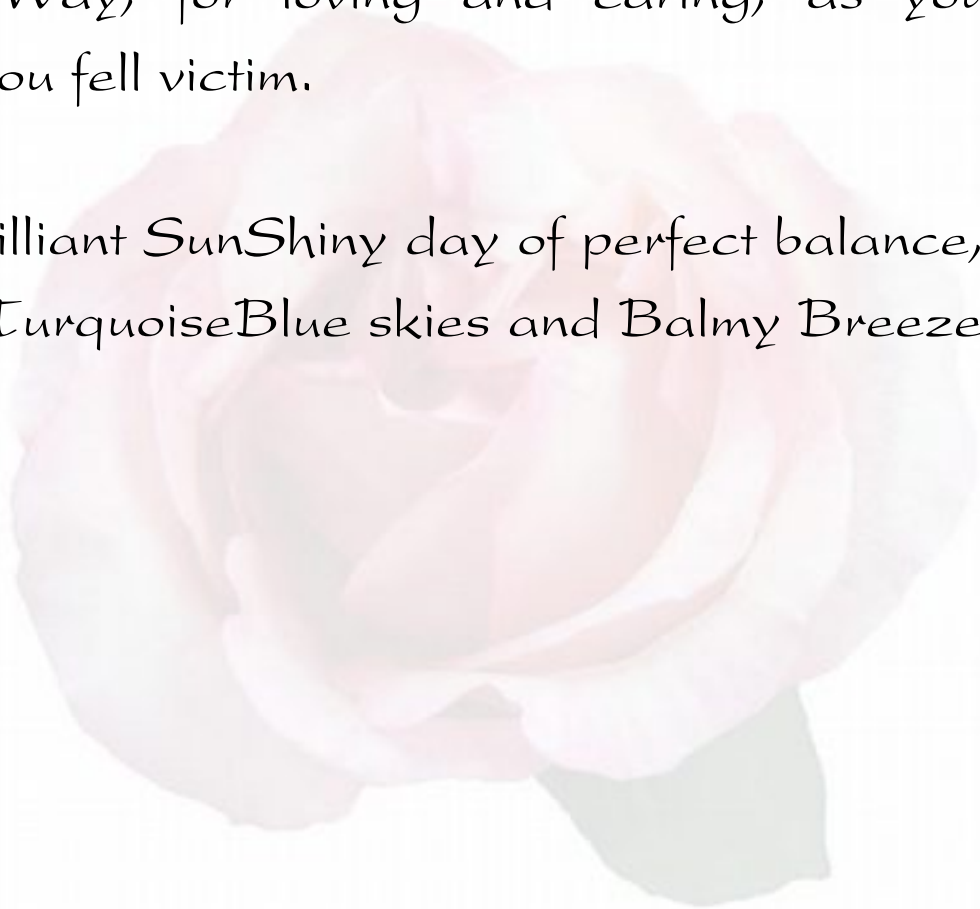 Way, for loving and caring, as you
ou fell victim.
illiant SunShiny day of perfect balance,
TurquoiseBlue skies and Balmy Breeze